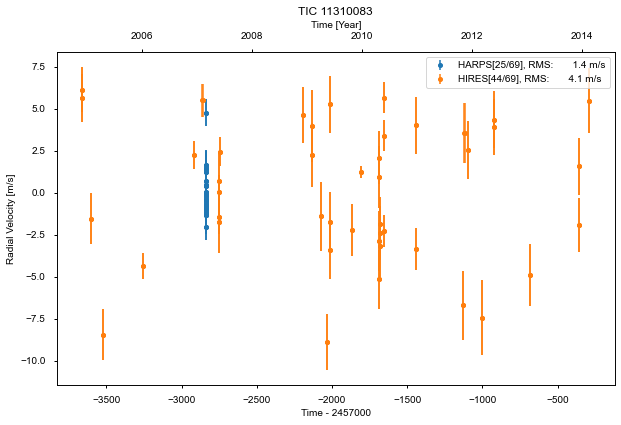 TIC 11310083
Time [Year]
2006 2008 2010 2012 2014
HARPS[25/69], RMS: 1.4 m/s
HIRES[44/69], RMS: 4.1 m/s
7.5
5.0
2.5
0.0
−2.5
−5.0
−7.5
−10.0
Radial Velocity [m/s]
−3500 −3000 −2500 −2000 −1500 −1000 −500
Time - 2457000